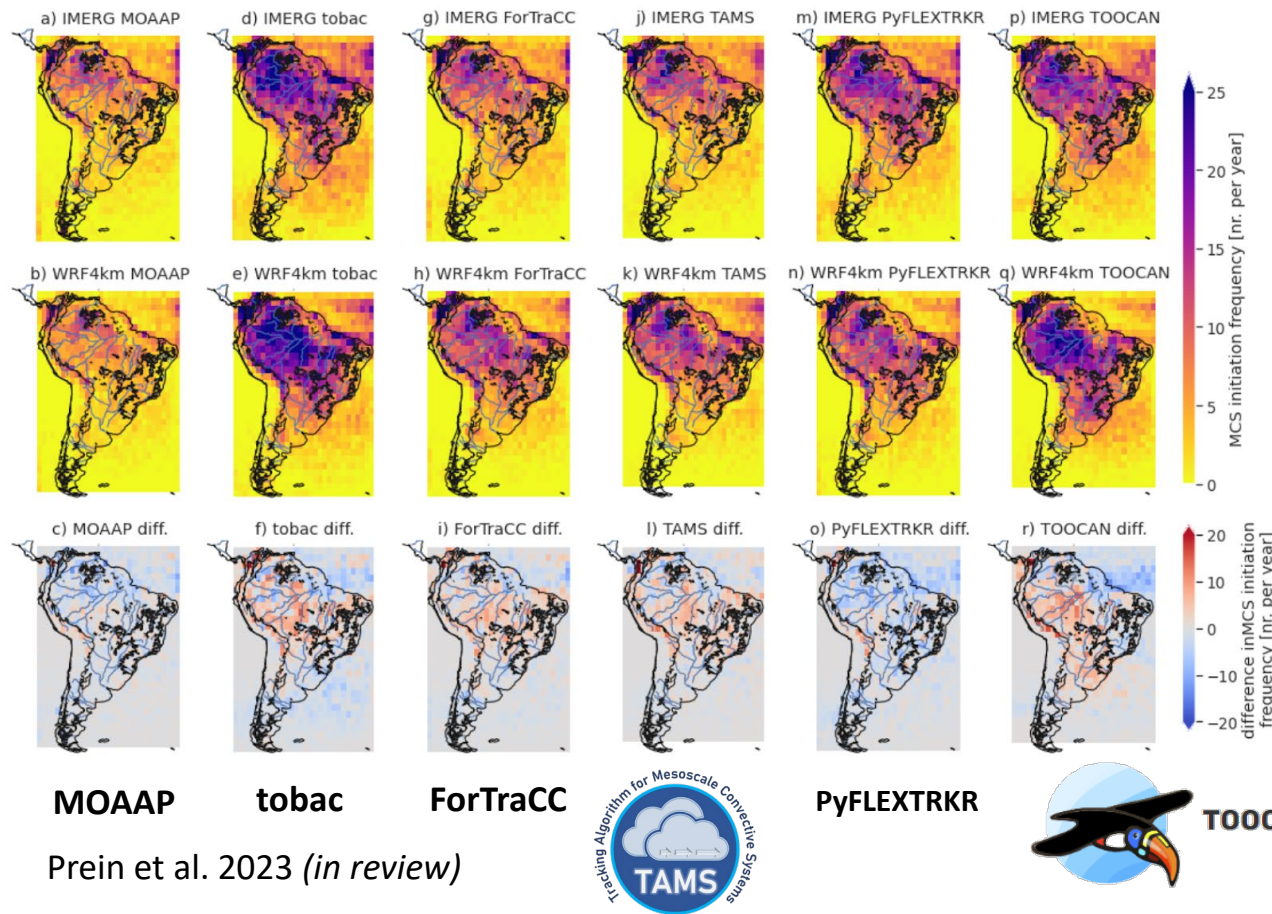 a) IMERG MOAAP
d) IMERG tobac
g) IMERG ForTraCC
j) IMERG TAMS
m) IMERG PyFLEXTRKR
p) IMERG TOOCAN
b) WRF4km MOAAP
e) WRF4km tobac
h) WRF4km ForTraCC
k) WRF4km TAMS
n) WRF4km PyFLEXTRKR
q) WRF4km TOOCAN
25
20
15
10
5
0
MCS initiation frequency [nr. per year]
c) MOAAP diff.
f) tobac diff.
i) ForTraCC diff.
l) TAMS diff.
o) PyFLEXTRKR diff.
r) TOOCAN diff.
20
10
0
−10
−20
difference inMCS initiation
frequency [nr. per year]
MOAAP
tobac
ForTraCC
Tracking Algorithm for Mesoscale Convective Systems
TAMS
PyFLEXTRKR
TOOC
Prein et al. 2023 (in review)